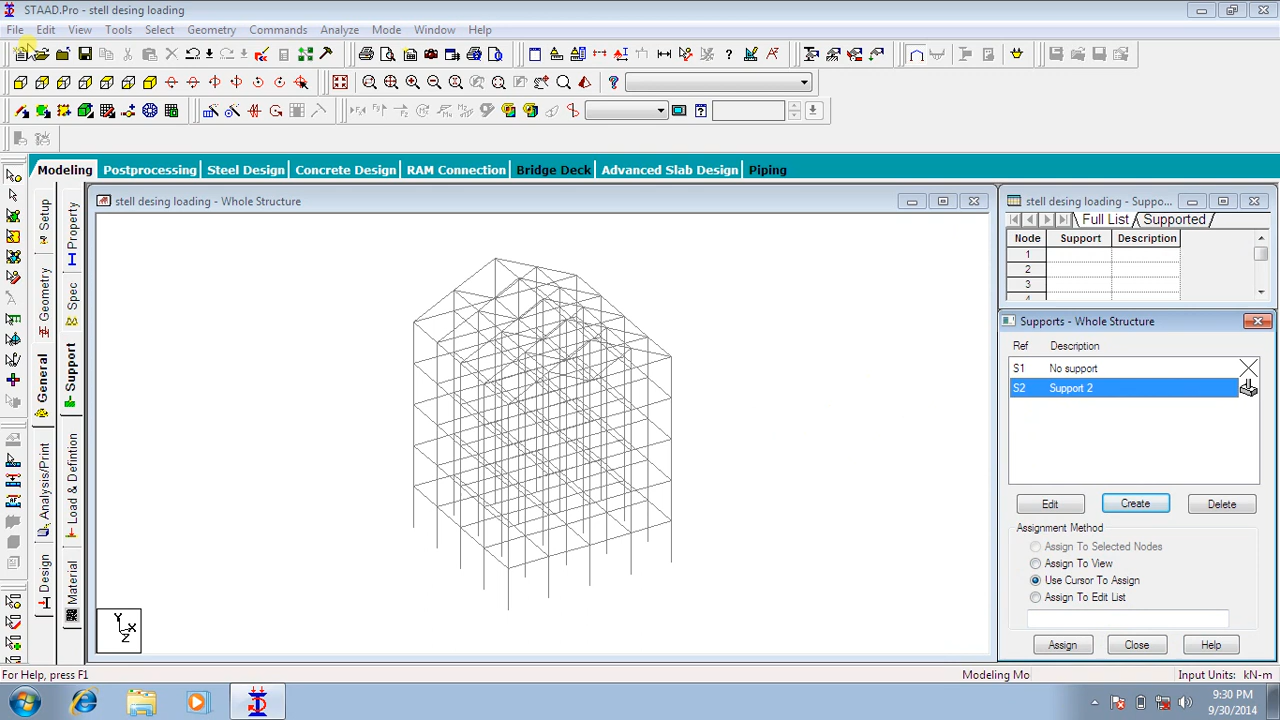 STAAD.Pro - stell desing loading
File Edit View Tools Select Geometry Commands Analyze Mode Window Help
Modeling Postprocessing Steel Design Concrete Design RAM Connection Bridge Deck Advanced Slab Design Piping
Setup
Geometry
General
Analysis/Print
Design
Property
Spec
Support
Load & Defintion
Material
stell desing loading - Whole Structure
Y
X
Z
stell desing loading - Suppo...
Full List Supported
Node Support Description
1
2
3
Supports - Whole Structure
Ref Description
S1 No support
S2 Support 2
Edit Create Delete
Assignment Method
Assign To Selected Nodes
Assign To View
Use Cursor To Assign
Assign To Edit List
Assign Close Help
For Help, press F1 Modeling Mo Input Units: kN-m
9:30 PM
9/30/2014